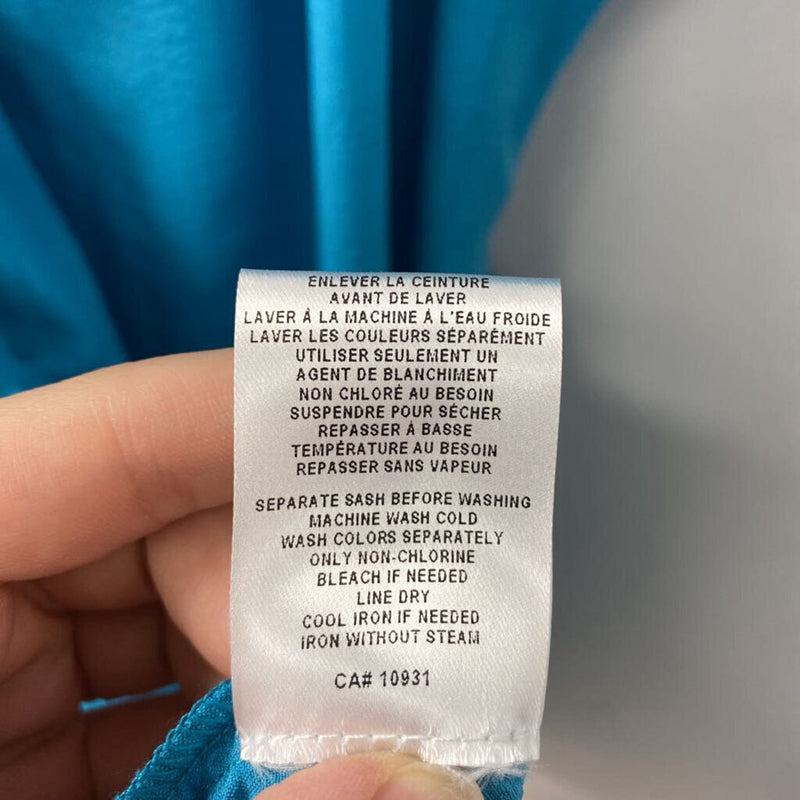 ENLEVER LA CEINTURE
AVANT DE LAVER
LAVER À LA MACHINE À L'EAU FROIDE
LAVER LES COULEURS SÉPARÉMENT
UTILISER SEULEMENT UN
AGENT DE BLANCHIMENT
NON CHLORÉ AU BESOIN
SUSPENDRE POUR SÉCHER
REPASSER À BASSE
TEMPÉRATURE AU BESOIN
REPASSER SANS VAPEUR
SEPARATE SASH BEFORE WASHING
MACHINE WASH COLD
WASH COLORS SEPARATELY
ONLY NON-CHLORINE
BLEACH IF NEEDED
LINE DRY
COOL IRON IF NEEDED
IRON WITHOUT STEAM
CA# 10931